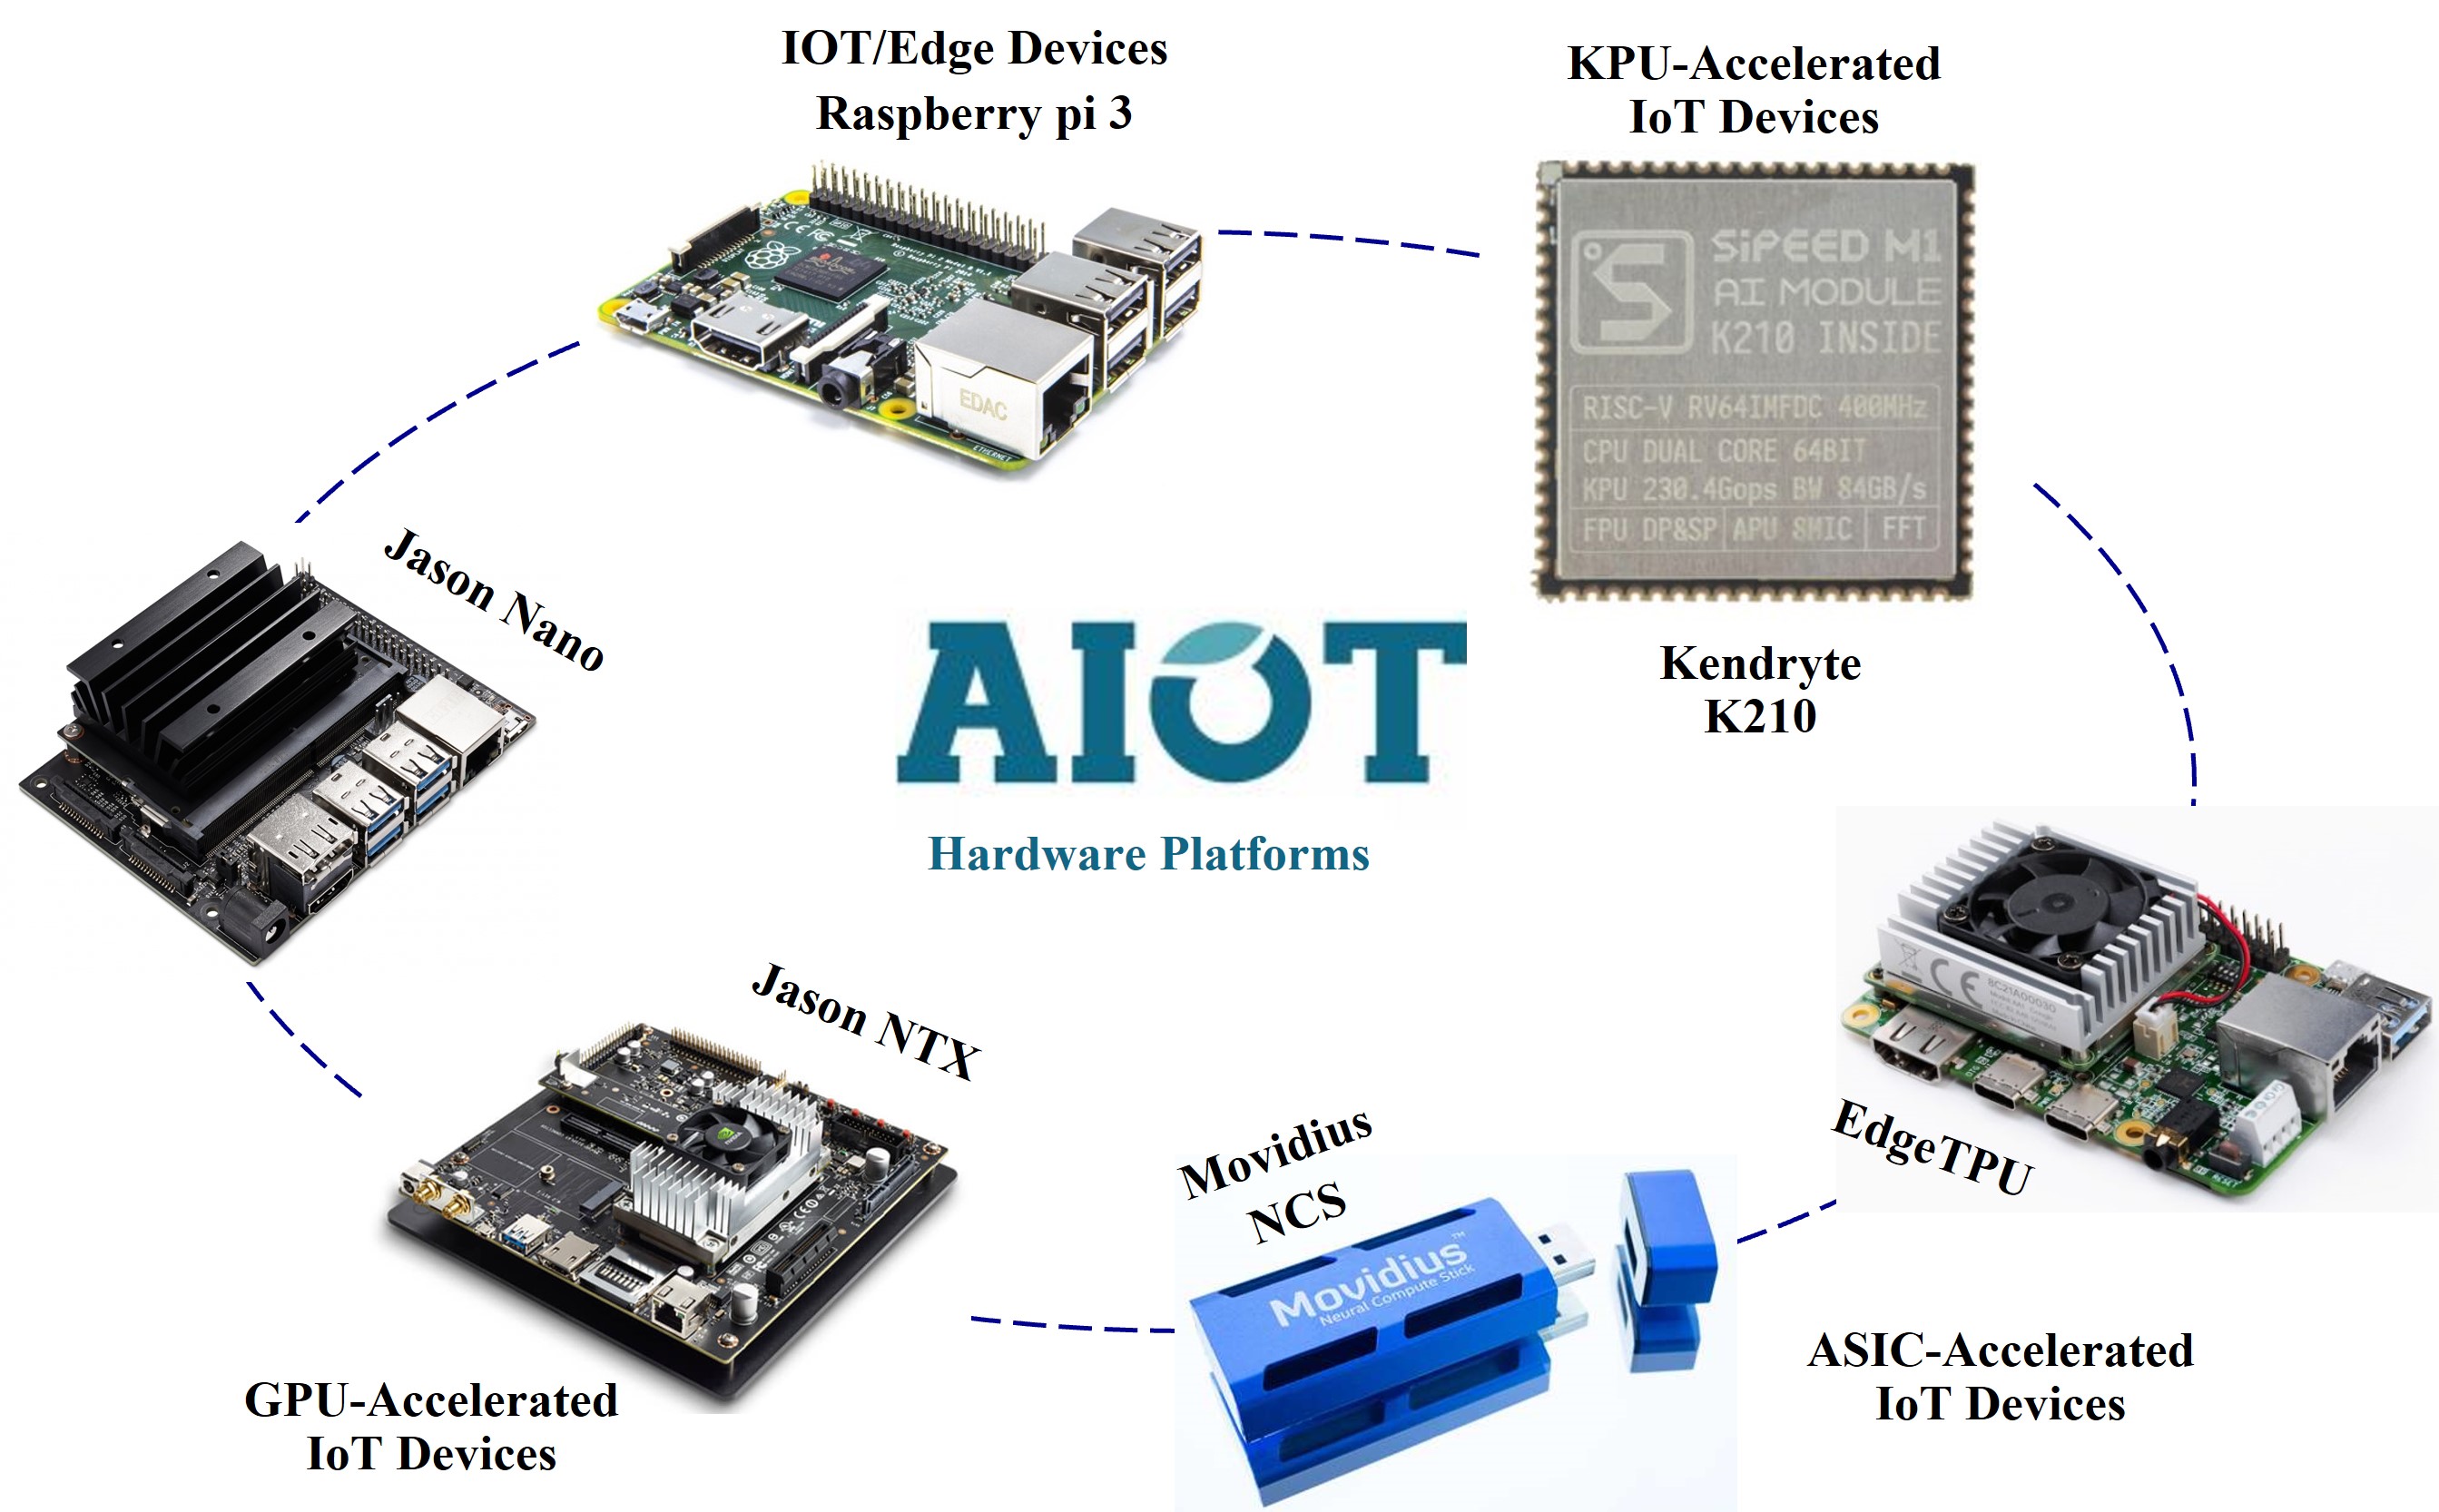 IOT/Edge Devices
Raspberry pi 3
KPU-Accelerated
IoT Devices
EDAC
ETHERNET
SiPEED M1
AI MODULE
K210 INSIDE
RISC-V RV64IMFDC 400MHz
CPU DUAL CORE 64BIT
KPU 230.4Gops BW 84GB/s
FPU DP&SP APU 8MIC FFT
Kendryte
K210
Jason Nano
AIOT
Hardware Platforms
Jason NTX
EdgeTPU
Movidius
NCS
Movidius™
Neural Compute Stick
GPU-Accelerated
IoT Devices
ASIC-Accelerated
IoT Devices